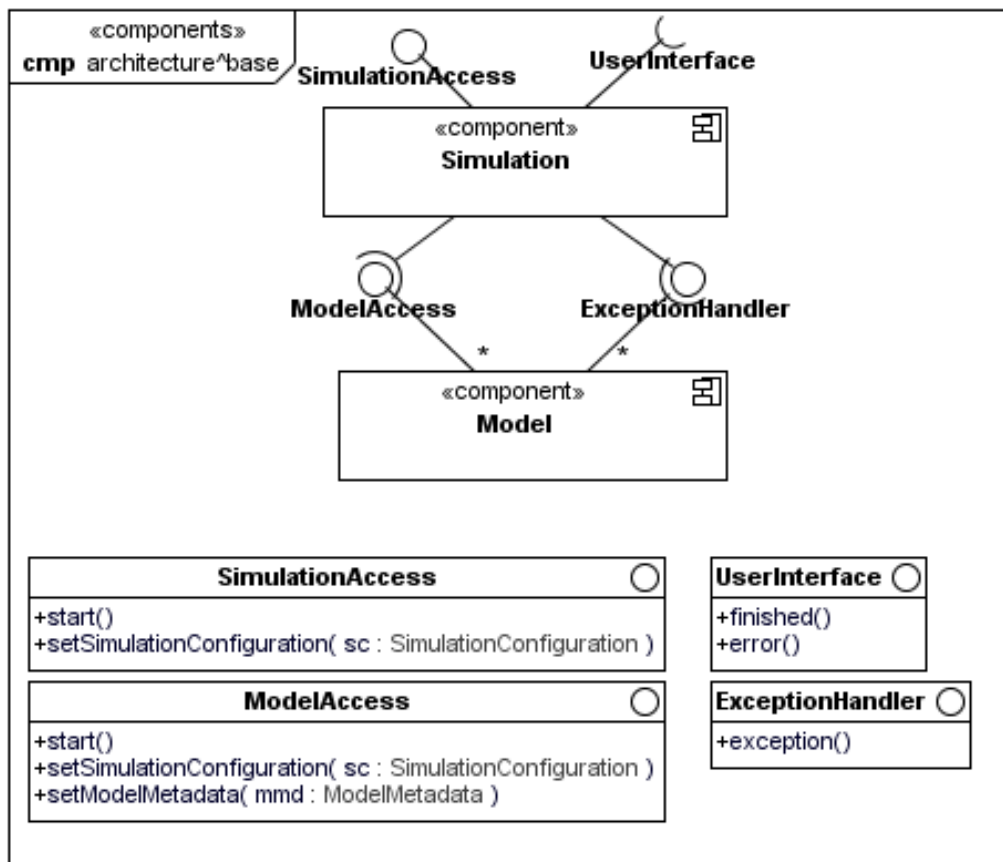 «components»
cmp architecture^base
SimulationAccess
UserInterface
«component»
Simulation
ModelAccess
ExceptionHandler
*
*
«component»
Model
SimulationAccess
+start()
+setSimulationConfiguration( sc : SimulationConfiguration )
UserInterface
+finished()
+error()
ModelAccess
+start()
+setSimulationConfiguration( sc : SimulationConfiguration )
+setModelMetadata( mmd : ModelMetadata )
ExceptionHandler
+exception()